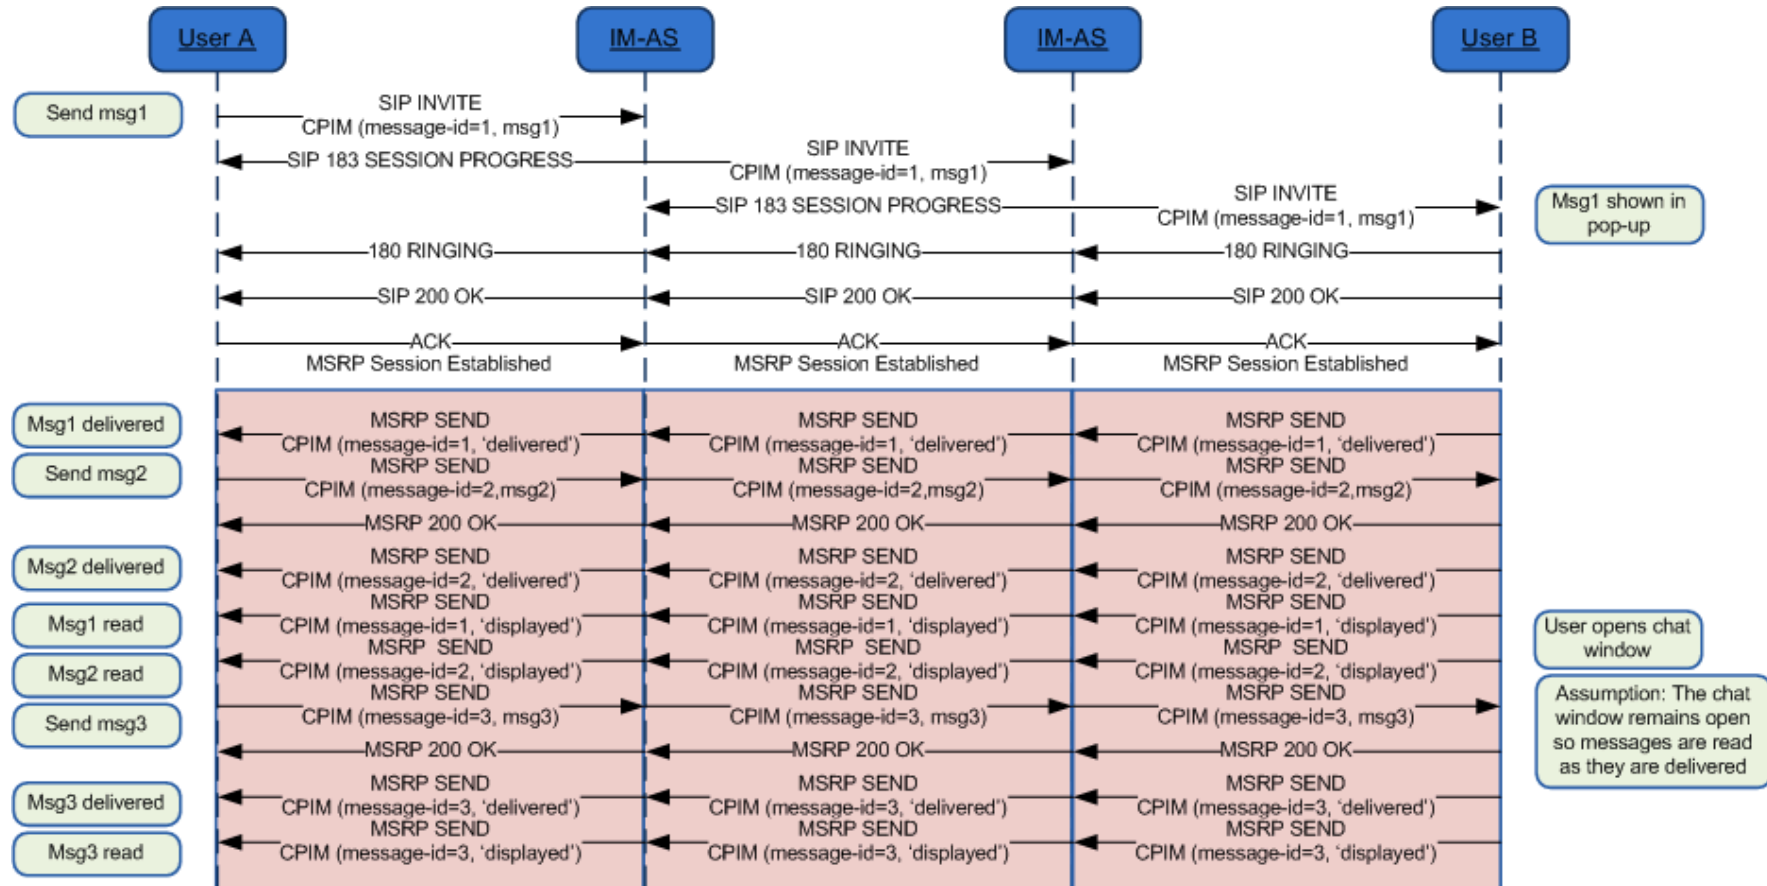 User A
IM-AS
IM-AS
User B
Send msg1
SIP INVITE
CPIM (message-id=1, msg1)
SIP 183 SESSION PROGRESS
SIP INVITE
CPIM (message-id=1, msg1)
SIP 183 SESSION PROGRESS
SIP INVITE
CPIM (message-id=1, msg1)
Msg1 shown in
pop-up
180 RINGING
180 RINGING
180 RINGING
SIP 200 OK
SIP 200 OK
SIP 200 OK
ACK
ACK
ACK
MSRP Session Established
MSRP Session Established
MSRP Session Established
Msg1 delivered
MSRP SEND
CPIM (message-id=1, ‘delivered’)
MSRP SEND
CPIM (message-id=1, ‘delivered’)
MSRP SEND
CPIM (message-id=1, ‘delivered’)
Send msg2
MSRP SEND
CPIM (message-id=2,msg2)
MSRP SEND
CPIM (message-id=2,msg2)
MSRP SEND
CPIM (message-id=2,msg2)
MSRP 200 OK
MSRP 200 OK
MSRP 200 OK
Msg2 delivered
MSRP SEND
CPIM (message-id=2, ‘delivered’)
MSRP SEND
CPIM (message-id=2, ‘delivered’)
MSRP SEND
CPIM (message-id=2, ‘delivered’)
Msg1 read
MSRP SEND
CPIM (message-id=1, ‘displayed’)
MSRP SEND
CPIM (message-id=1, ‘displayed’)
MSRP SEND
CPIM (message-id=1, ‘displayed’)
User opens chat
window
Msg2 read
MSRP SEND
CPIM (message-id=2, ‘displayed’)
MSRP SEND
CPIM (message-id=2, ‘displayed’)
MSRP SEND
CPIM (message-id=2, ‘displayed’)
Send msg3
MSRP SEND
CPIM (message-id=3, msg3)
MSRP SEND
CPIM (message-id=3, msg3)
MSRP SEND
CPIM (message-id=3, msg3)
Assumption: The chat
window remains open
so messages are read
as they are delivered
MSRP 200 OK
MSRP 200 OK
MSRP 200 OK
Msg3 delivered
MSRP SEND
CPIM (message-id=3, ‘delivered’)
MSRP SEND
CPIM (message-id=3, ‘delivered’)
MSRP SEND
CPIM (message-id=3, ‘delivered’)
Msg3 read
MSRP SEND
CPIM (message-id=3, ‘displayed’)
MSRP SEND
CPIM (message-id=3, ‘displayed’)
MSRP SEND
CPIM (message-id=3, ‘displayed’)